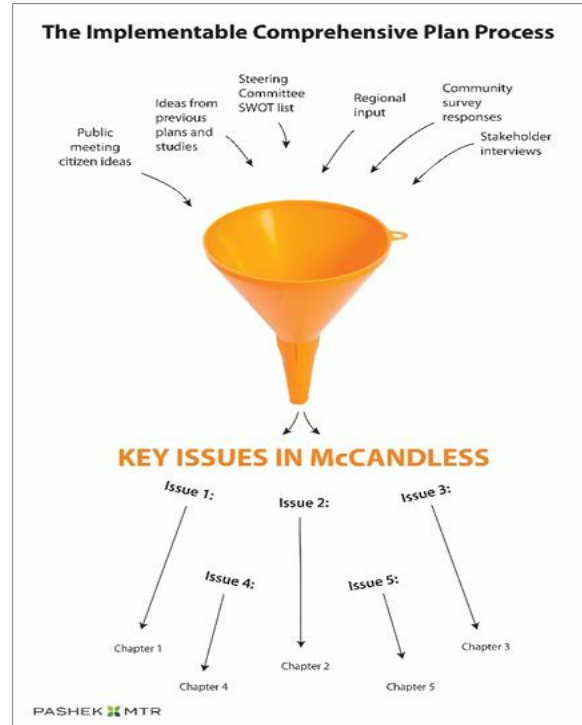 The Implementable Comprehensive Plan Process
Public
meeting
citizen ideas
Ideas from
previous
plans and
studies
Steering
Committee
SWOT list
Regional
input
Community
survey
responses
Stakeholder
interviews
KEY ISSUES IN McCANDLESS
Issue 1:
Issue 2:
Issue 3:
Issue 4:
Issue 5:
Chapter 1
Chapter 2
Chapter 3
Chapter 4
Chapter 5
PASHEK MTR